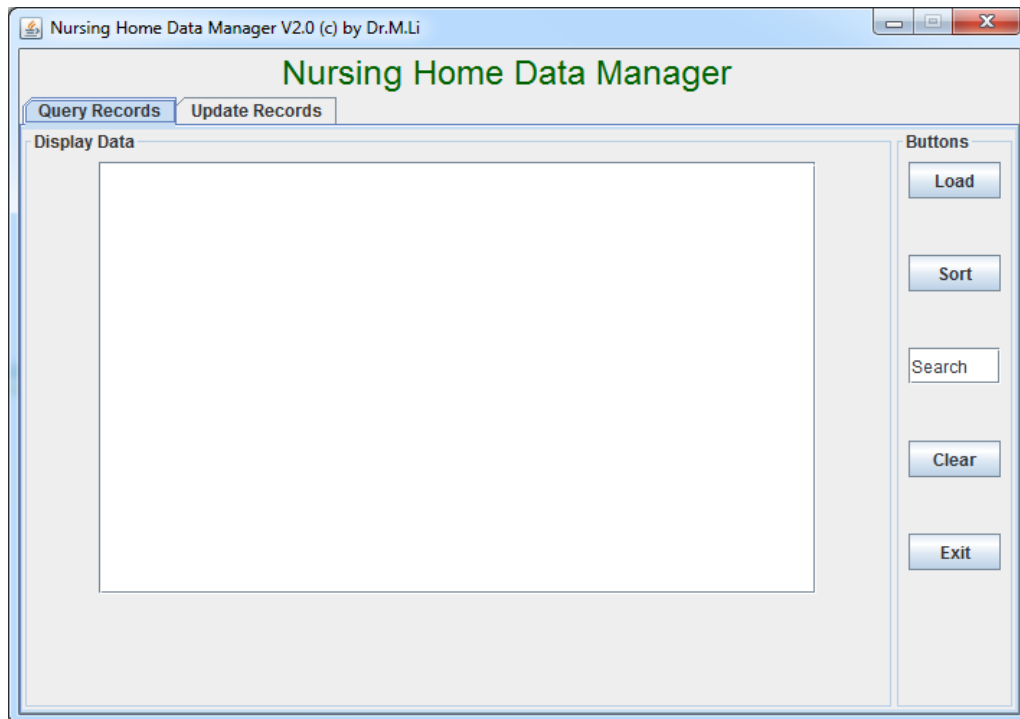 Nursing Home Data Manager V2.0 (c) by Dr.M.Li
Nursing Home Data Manager
Query Records Update Records
Display Data
Buttons
Load
Sort
Search
Clear
Exit